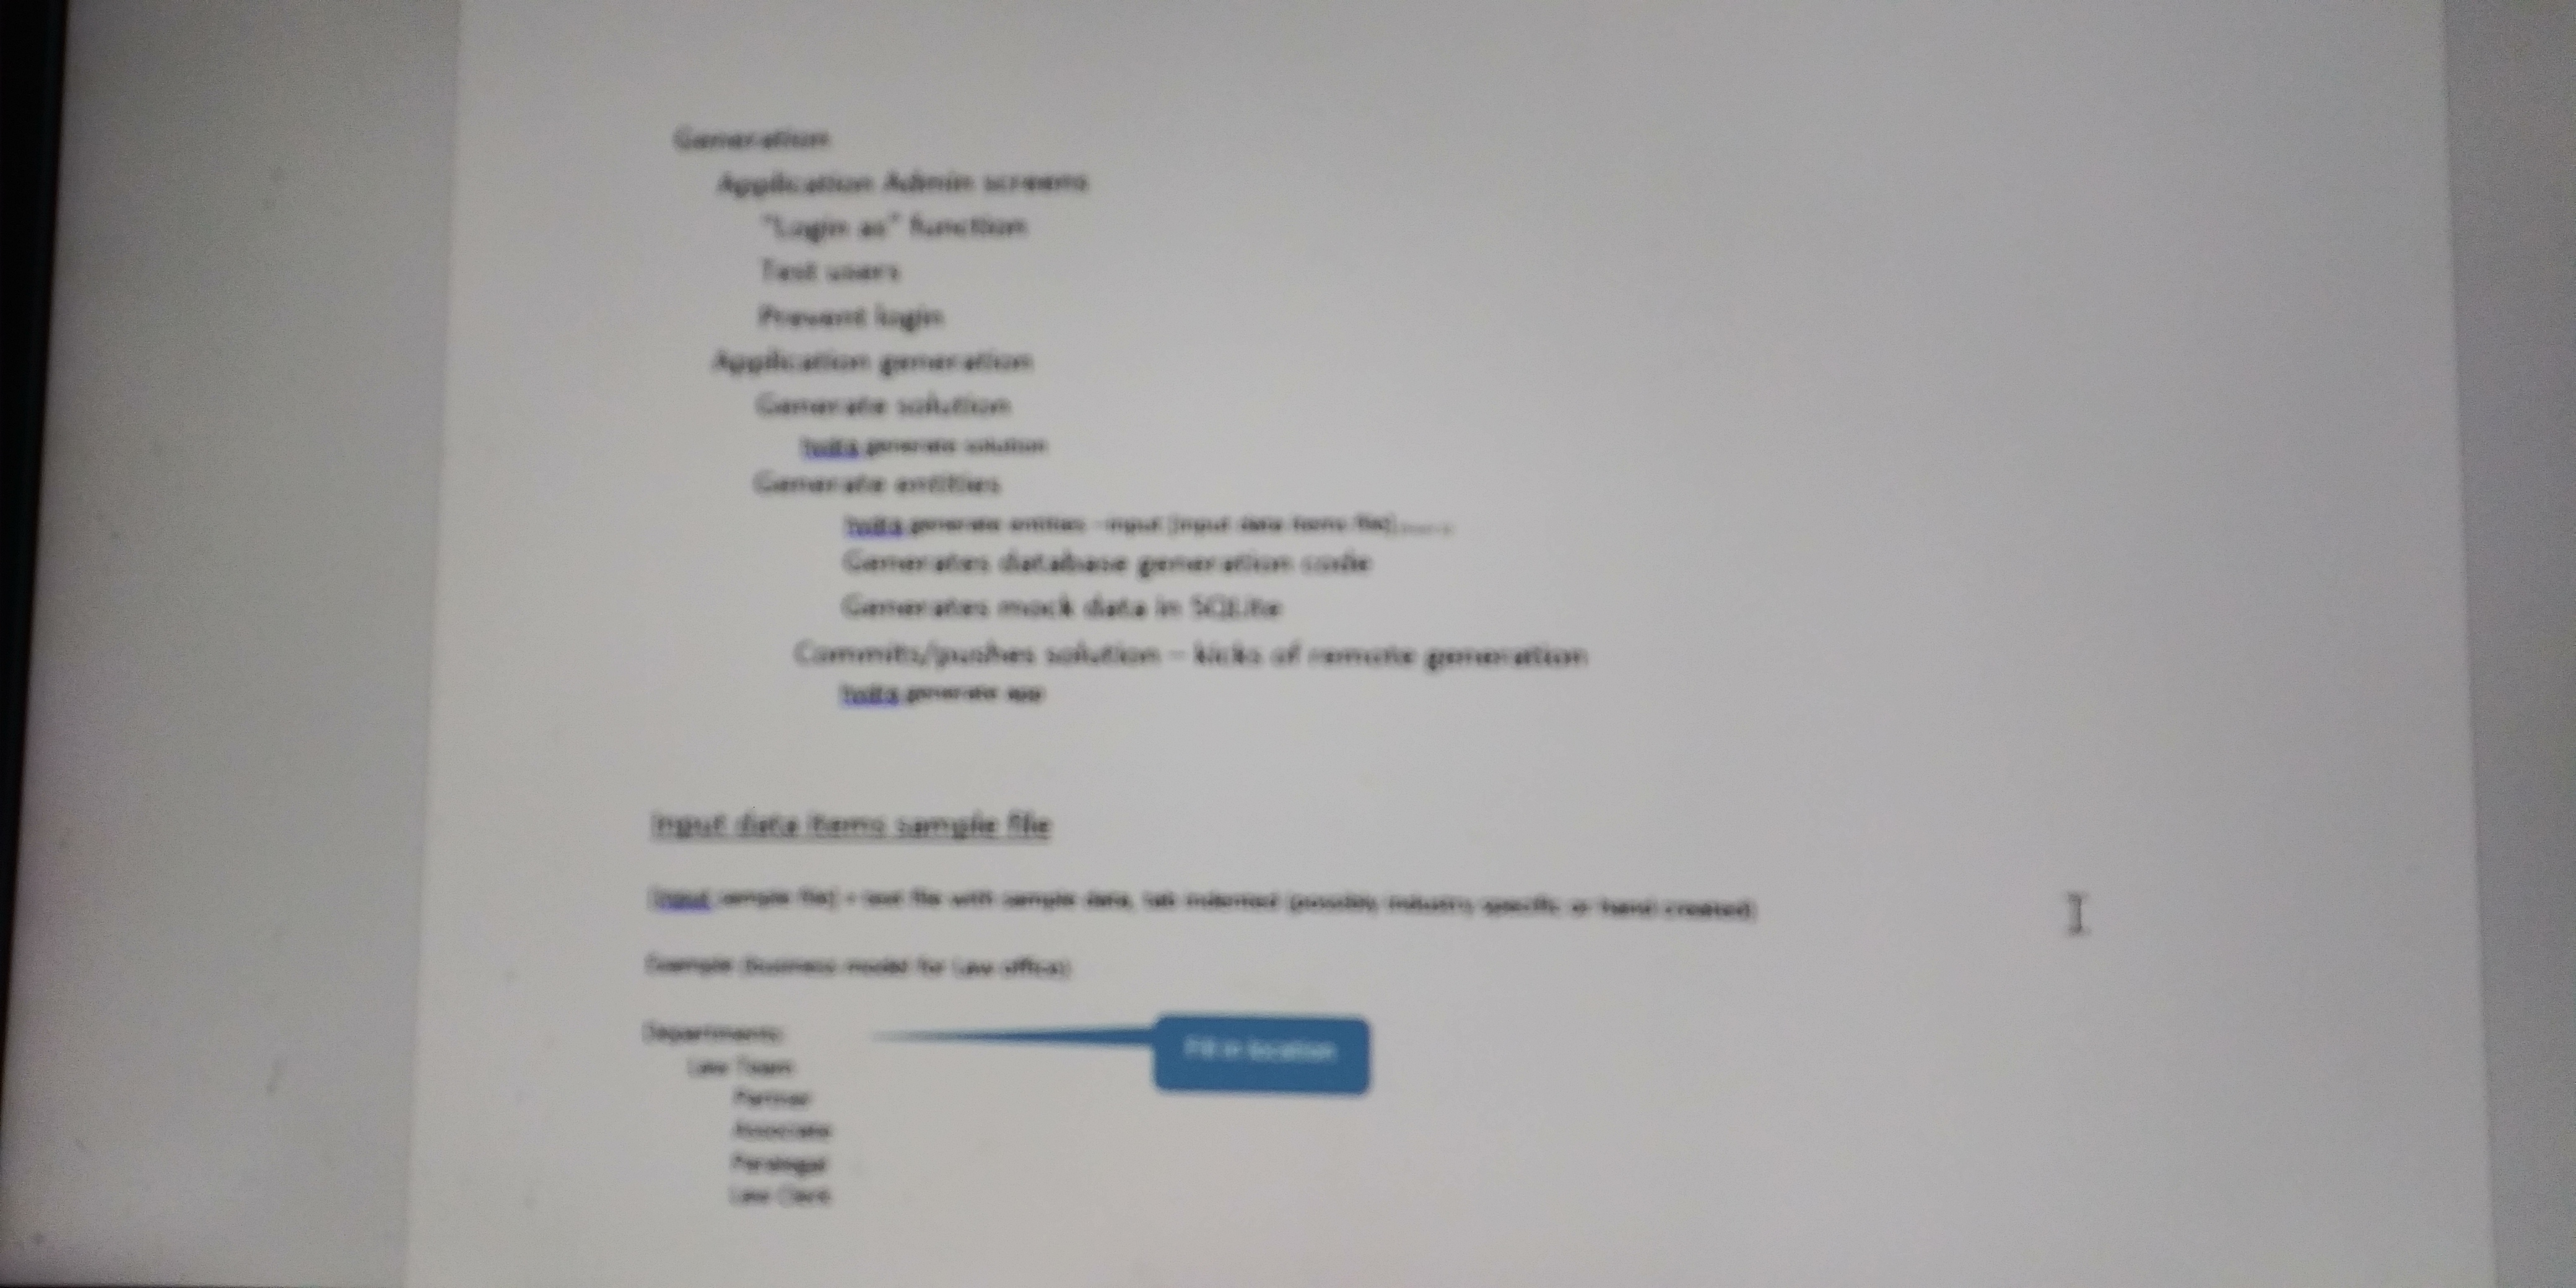 Generation
Application Admin screens
"Login as" function
Test users
Prevent login
Application generation
Generate solution
generate solution
Generate entities
generate entities --input [input data items file]
Generates database generation code
Generates mock data in SQLite
Commits/pushes solution – kicks of remote generation
generate app
Input data items sample file
[input sample file] = text file with sample data, tab indented (possibly industry specific or hand created)
Example (business model for Law office)
Departments:
Law Team
Partner
Associate
Paralegal
Law Clerk
Fill in location